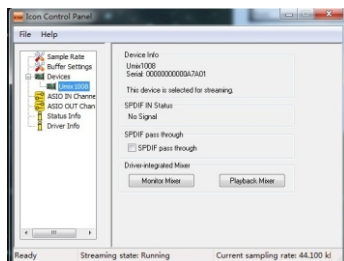 Icon Control Panel
File Help
Sample Rate
Buffer Settings
Devices
Umix1008
ASIO IN Channe
ASIO OUT Chan
Status Info
Driver Info
Device Info
Umix1008
Serial: 00000000000A7A01
This device is selected for streaming.
SPDIF IN Status
No Signal
SPDIF pass through
SPDIF pass through
Driver-integrated Mixer
Monitor Mixer Playback Mixer
Ready Streaming state: Running Current sampling rate: 44.100 kl